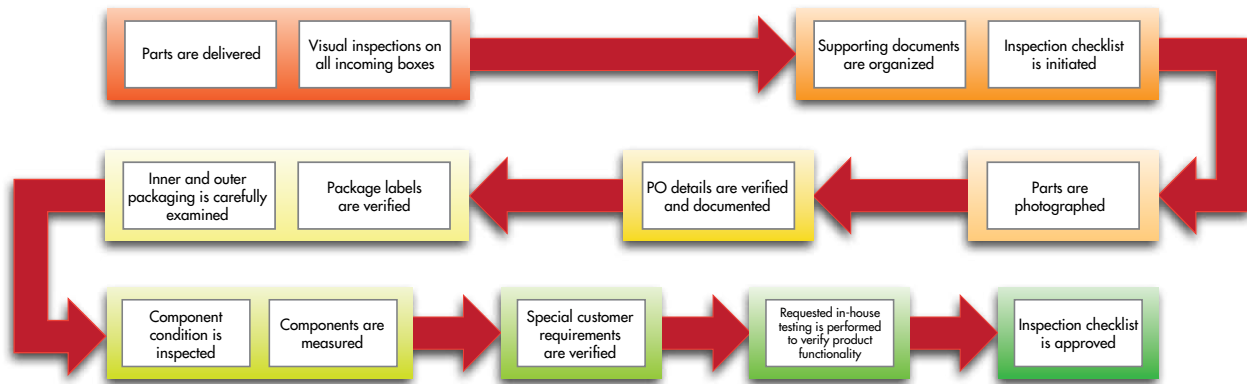 Parts are delivered
Visual inspections on
all incoming boxes
Supporting documents
are organized
Inspection checklist
is initiated
Parts are
photographed
PO details are verified
and documented
Package labels
are verified
Inner and outer
packaging is carefully
examined
Component
condition is
inspected
Components are
measured
Special customer
requirements
are verified
Requested in-house
testing is performed
to verify product
functionality
Inspection checklist
is approved